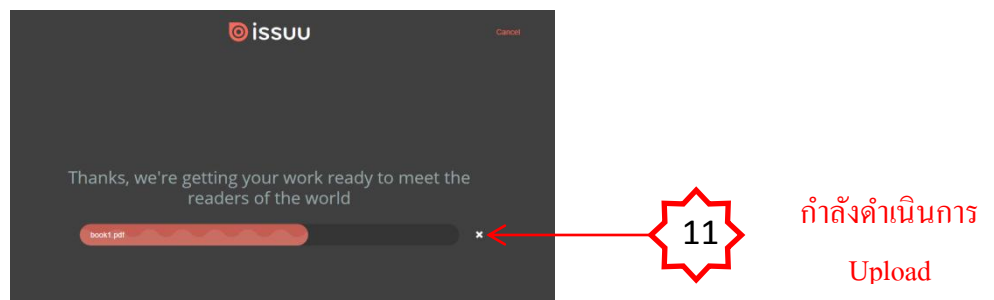 issuu
Cancel
Thanks, we're getting your work ready to meet the
readers of the world
book1.pdf
11
กำลังดำเนินการ
Upload